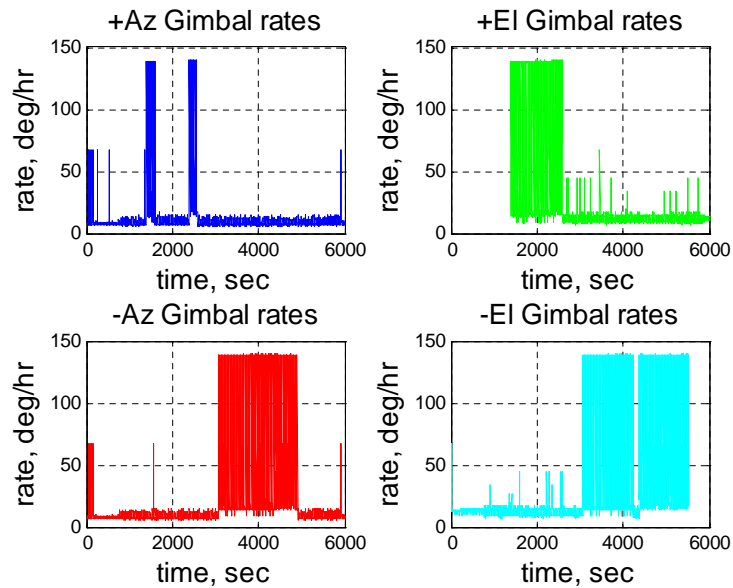 +Az Gimbal rates
+El Gimbal rates
150
100
50
0
rate, deg/hr
0 2000 4000 6000
time, sec
150
100
50
0
rate, deg/hr
0 2000 4000 6000
time, sec
-Az Gimbal rates
-El Gimbal rates
150
100
50
0
rate, deg/hr
0 2000 4000 6000
time, sec
150
100
50
0
rate, deg/hr
0 2000 4000 6000
time, sec